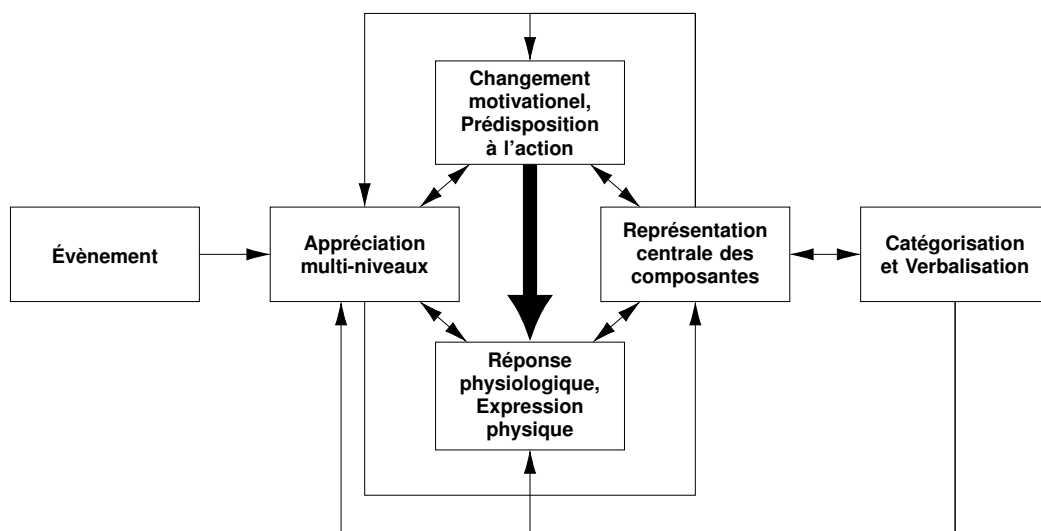 Changement
motivationel,
Prédisposition
à l'action
Évènement
Appréciation
multi-niveaux
Représentation
centrale des
composantes
Catégorisation
et Verbalisation
Réponse
physiologique,
Expression
physique